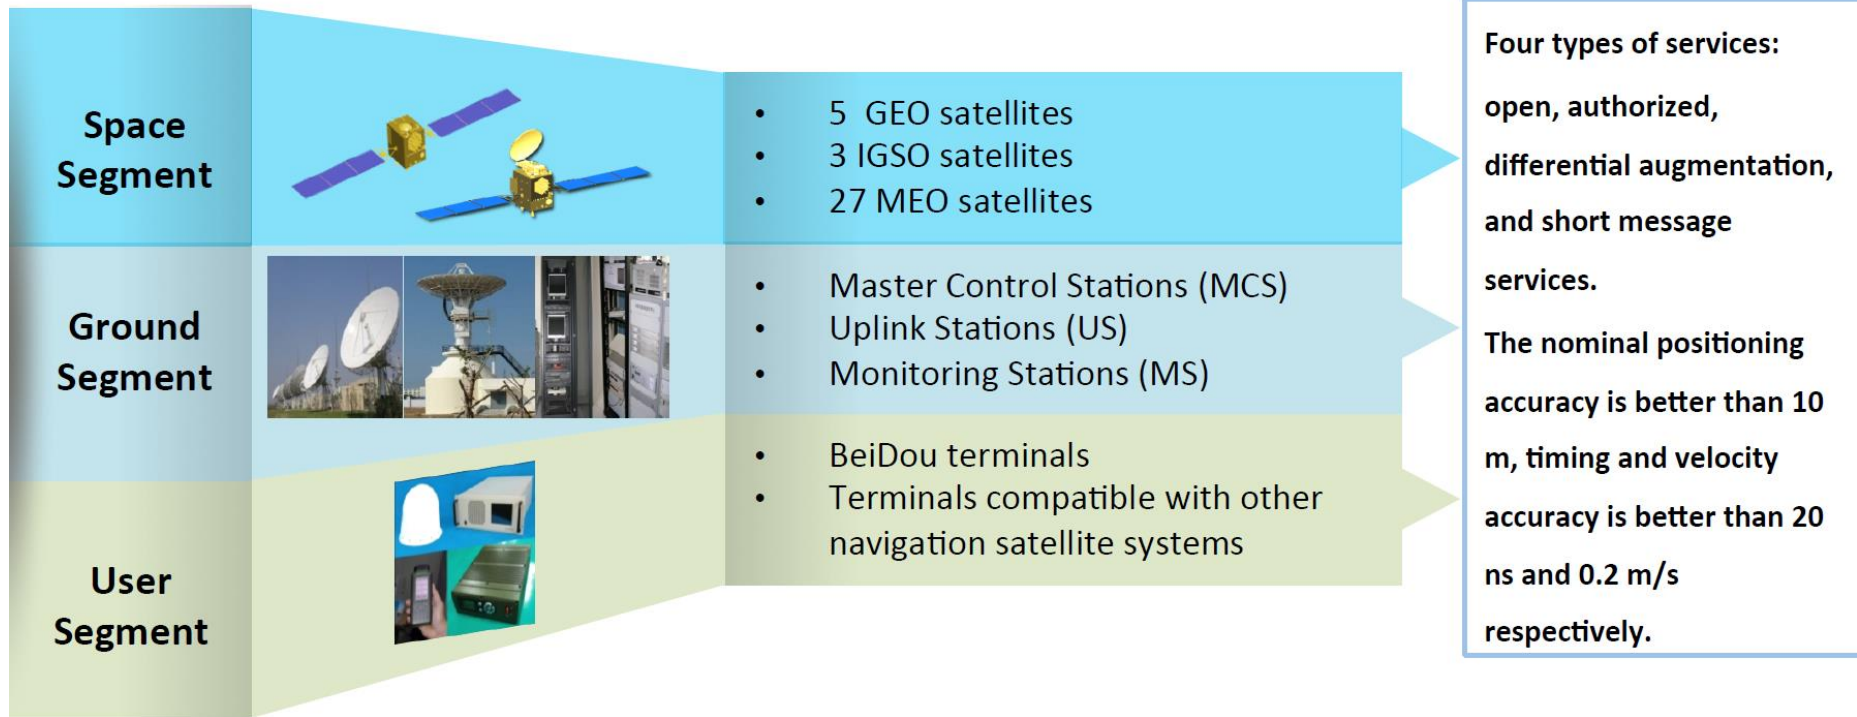 Space
Segment
• 5 GEO satellites
• 3 IGSO satellites
• 27 MEO satellites
Ground
Segment
• Master Control Stations (MCS)
• Uplink Stations (US)
• Monitoring Stations (MS)
User
Segment
• BeiDou terminals
• Terminals compatible with other
navigation satellite systems
Four types of services:
open, authorized,
differential augmentation,
and short message
services.
The nominal positioning
accuracy is better than 10
m, timing and velocity
accuracy is better than 20
ns and 0.2 m/s
respectively.